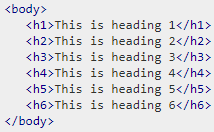 <body>
<h1>This is heading 1</h1>
<h2>This is heading 2</h2>
<h3>This is heading 3</h3>
<h4>This is heading 4</h4>
<h5>This is heading 5</h5>
<h6>This is heading 6</h6>
</body>